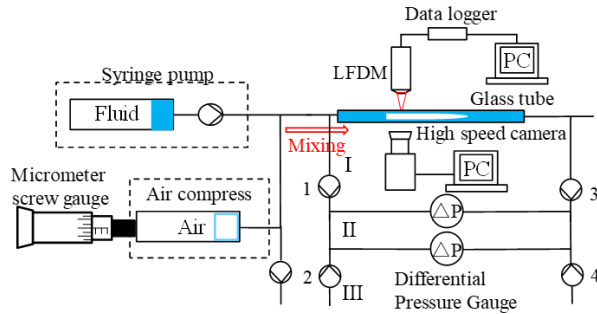 Data logger
LFDM
PC
Syringe pump
Glass tube
Fluid
Mixing
High speed camera
I
PC
Micrometer
screw gauge
Air compress
1
3
E
Air
II
△P
△P
2
III
Differential
Pressure Gauge
4